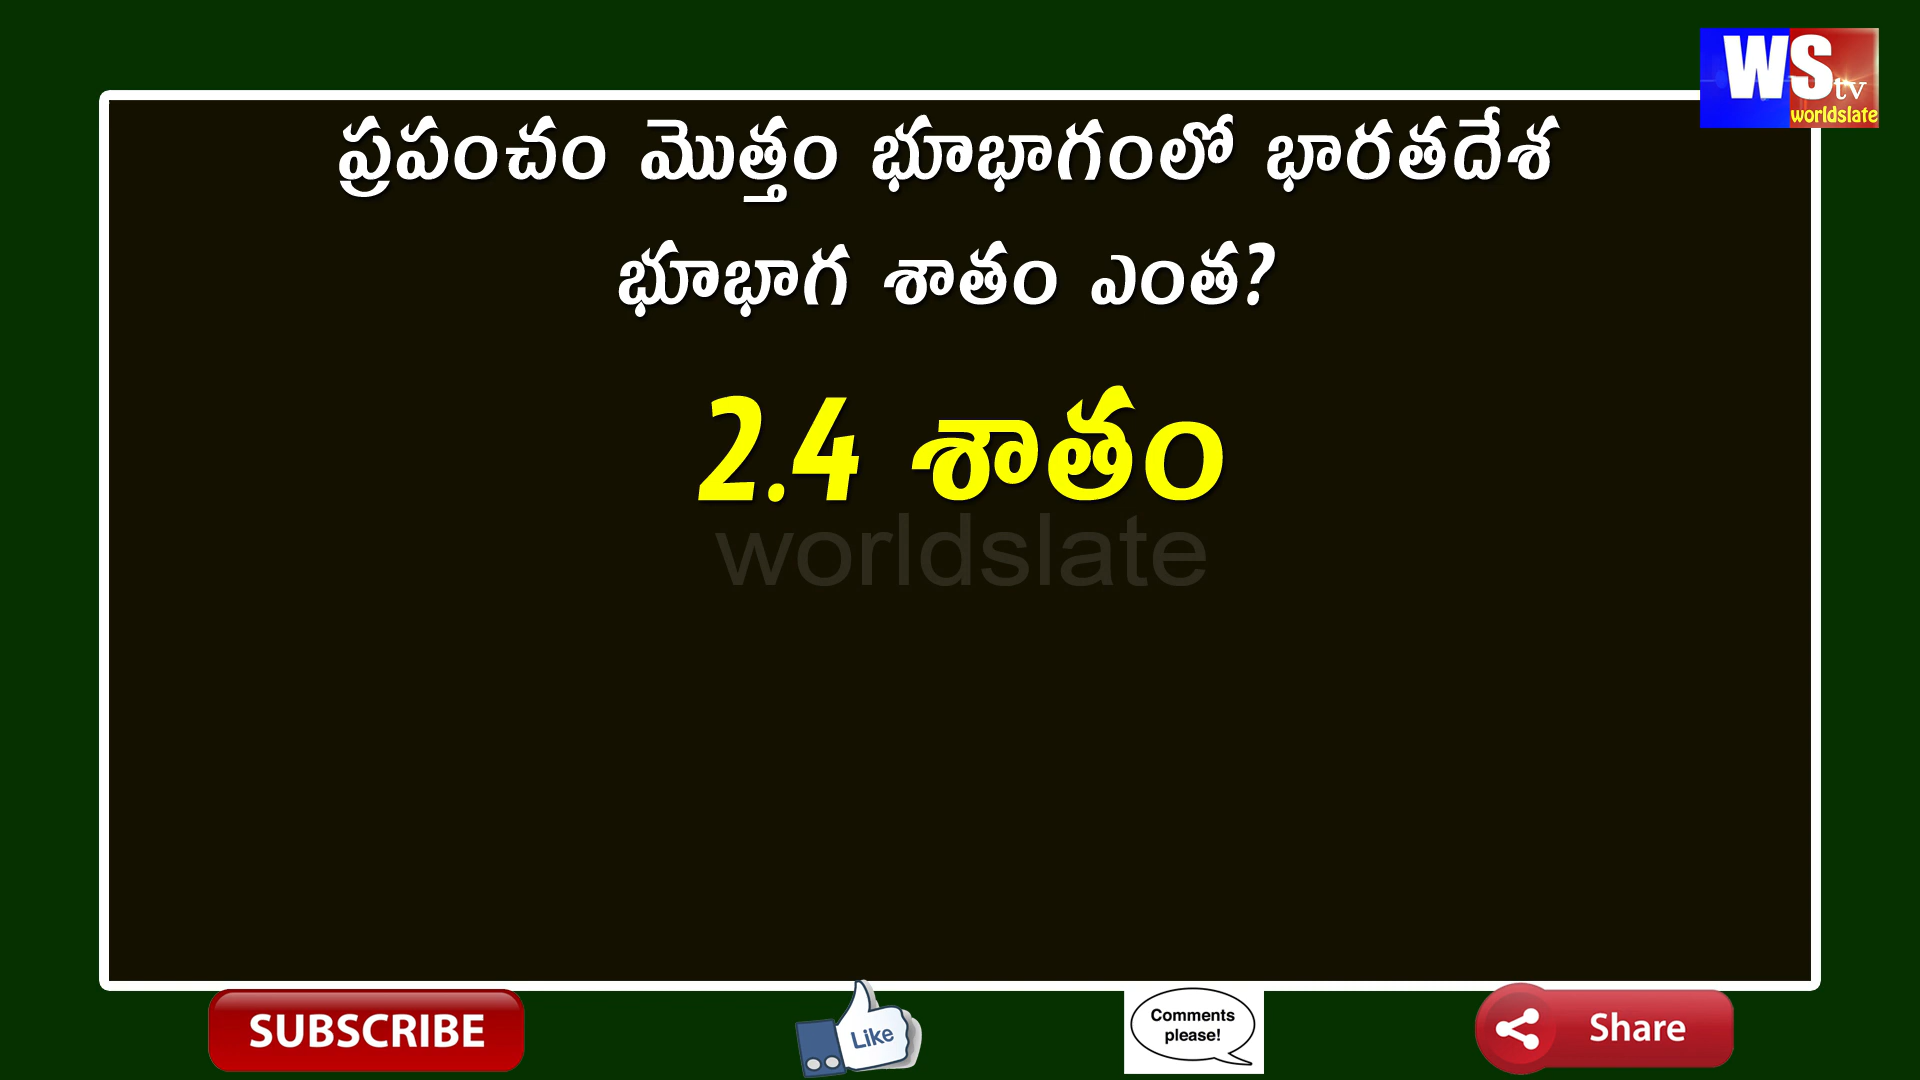 WS tv
worldslate
ప్రపంచం మొత్తం భూభాగంలో భారతదేశ
భూభాగ శాతం ఎంత?
2.4 శాతం
worldslate
SUBSCRIBE
Like
Comments
please!
Share